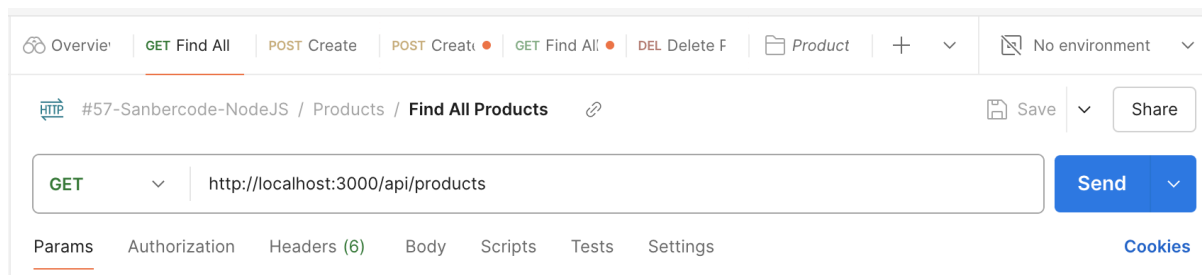 Overvie GET Find All POST Create POST Creat GET Find Al DEL Delete F Product No environment
HTTP #57-Sanbercode-NodeJS / Products / Find All Products Save Share
GET http://localhost:3000/api/products Send
Params Authorization Headers (6) Body Scripts Tests Settings Cookies